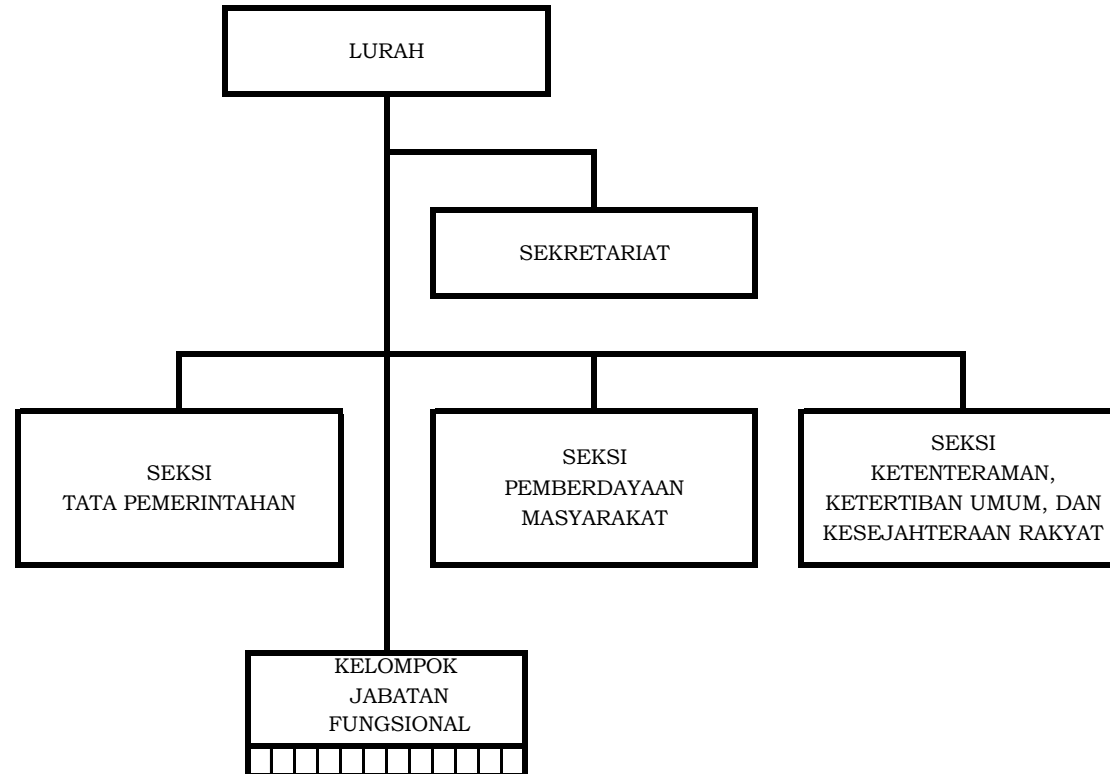 LURAH
SEKRETARIAT
SEKSI
TATA PEMERINTAHAN
SEKSI
PEMBERDAYAAN
MASYARAKAT
SEKSI
KETENTERAMAN,
KETERTIBAN UMUM, DAN
KESEJAHTERAAN RAKYAT
KELOMPOK
JABATAN
FUNGSIONAL